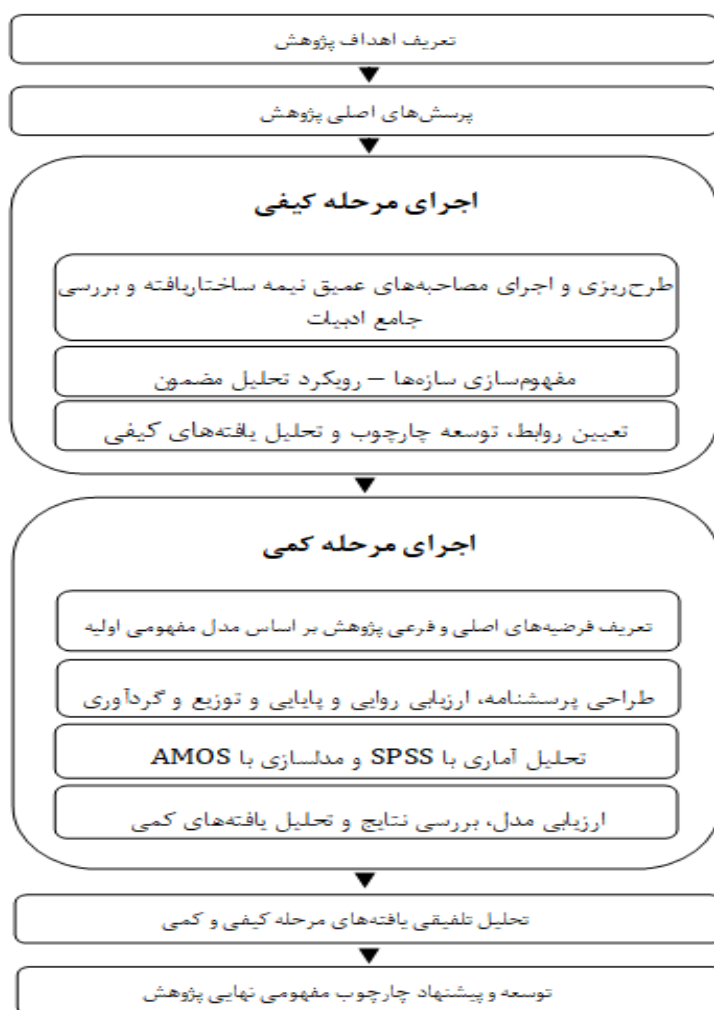 تعریف اهداف پژوهش
پرسش‌های اصلی پژوهش
اجرای مرحله کیفی
طرح‌ریزی و اجرای مصاحبه‌های عمیق نیمه ساختاریافته و بررسی
جامع ادبیات
مفهوم‌سازی سازه‌ها – رویکرد تحلیل مضمون
تعیین روابط، توسعه چارچوب و تحلیل یافته‌های کیفی
اجرای مرحله کمی
تعریف فرضیه‌های اصلی و فرعی پژوهش بر اساس مدل مفهومی اولیه
طراحی پرسشنامه، ارزیابی روایی و پایایی و توزیع و گردآوری
تحلیل آماری با SPSS و مدلسازی با AMOS
ارزیابی مدل، بررسی نتایج و تحلیل یافته‌های کمی
تحلیل تلفیقی یافته‌های مرحله کیفی و کمی
توسعه و پیشنهاد چارچوب مفهومی نهایی پژوهش